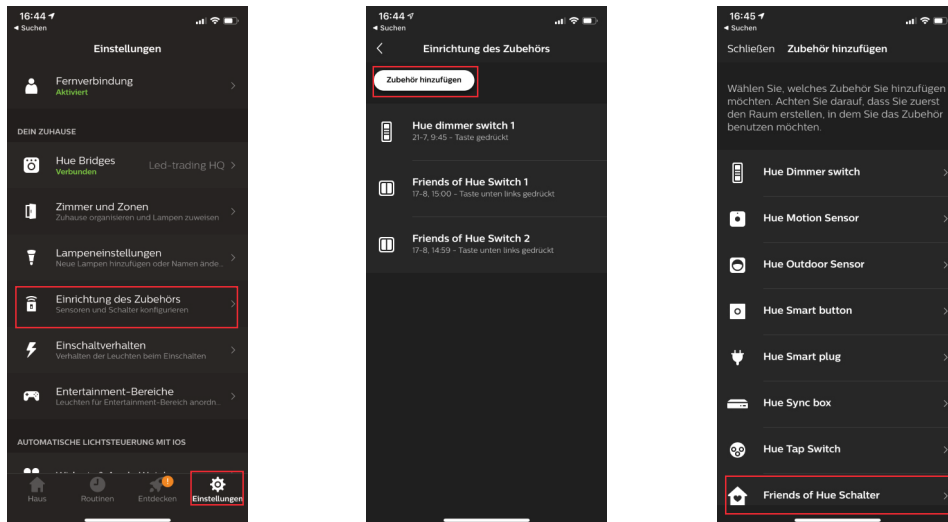 16:44
◀ Suchen
Einstellungen
Fernverbindung
Aktiviert
DEIN ZUHAUSE
Hue Bridges
Verbunden
Led-trading HQ
Zimmer und Zonen
Zuhause organisieren und Lampen zuweisen
Lampeneinstellungen
Neue Lampen hinzufügen oder Namen ände..
Einrichtung des Zubehörs
Sensoren und Schalter konfigurieren
Einschaltverhalten
Verhalten der Leuchten beim Einschalten
Entertainment-Bereiche
Leuchten für Entertainment-Bereich anordn..
AUTOMATISCHE LICHTSTEUERUNG MIT IOS
Haus
Routinen
Entdecken
Einstellungen
16:44
◀ Suchen
Einrichtung des Zubehörs
Zubehör hinzufügen
Hue dimmer switch 1
21-7, 9:45 - Taste gedrückt
Friends of Hue Switch 1
17-8, 15:00 - Taste unten links gedrückt
Friends of Hue Switch 2
17-8, 14:59 - Taste unten links gedrückt
16:45
◀ Suchen
Schließen Zubehör hinzufügen
Wählen Sie, welches Zubehör Sie hinzufügen
möchten. Achten Sie darauf, dass Sie zuerst
den Raum erstellen, in dem Sie das Zubehör
benutzen möchten.
Hue Dimmer switch
Hue Motion Sensor
Hue Outdoor Sensor
Hue Smart button
Hue Smart plug
Hue Sync box
Hue Tap Switch
Friends of Hue Schalter